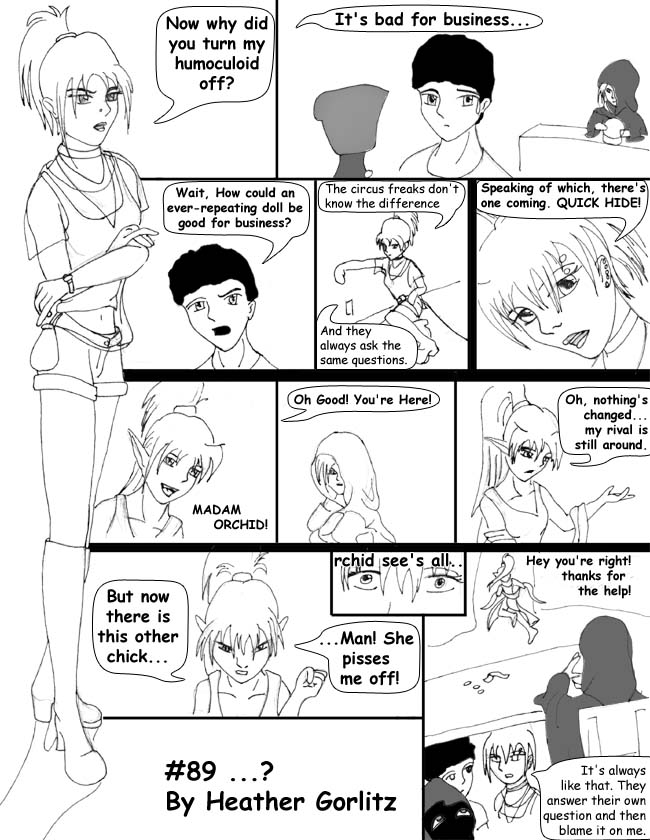 Now why did
you turn my
humoculoid
off?
It's bad for business...
Wait, How could an
ever-repeating doll be
good for business?
The circus freaks don't
know the difference
And they
always ask the
same questions.
Speaking of which, there's
one coming. QUICK HIDE!
MADAM
ORCHID!
Oh Good! You're Here!
Oh, nothing's
changed...
my rival is
still around.
But now
there is
this other
chick...
...Man! She
pisses
me off!
rchid see's all..
Hey you're right!
thanks for
the help!
It's always
like that. They
answer their own
question and then
blame it on me.
#89 ...?
By Heather Gorlitz